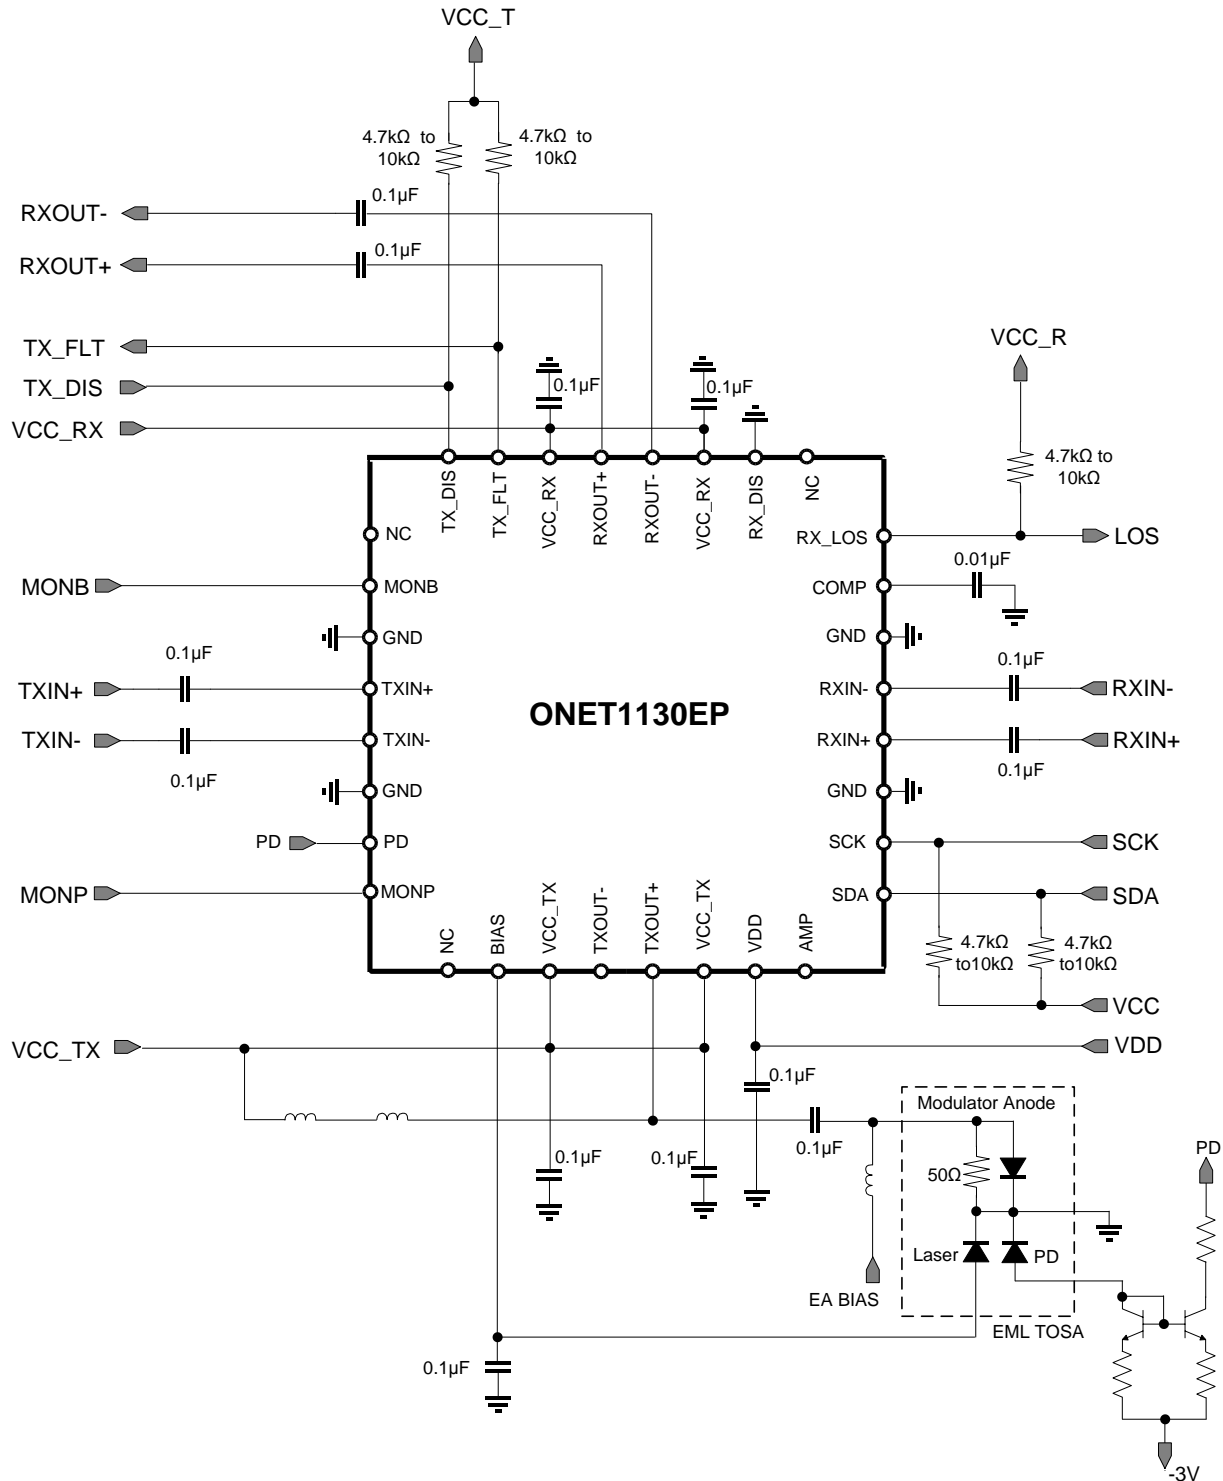 VCC_T
4.7kΩ to
10kΩ
4.7kΩ to
10kΩ
RXOUT-
0.1µF
RXOUT+
0.1µF
TX_FLT
TX_DIS
VCC_RX
0.1µF
0.1µF
VCC_R
4.7kΩ to
10kΩ
LOS
TX_DIS
TX_FLT
VCC_RX
RXOUT+
RXOUT-
VCC_RX
RX_DIS
NC
NC
MONB
MONB
GND
0.1µF
TXIN+
TXIN+
TXIN-
TXIN-
0.1µF
GND
PD
PD
MONP
MONP
ONET1130EP
RX_LOS
COMP
0.01µF
GND
0.1µF
RXIN-
RXIN-
RXIN+
RXIN+
0.1µF
GND
SCK
SCK
SDA
SDA
4.7kΩ
to10kΩ
4.7kΩ
to10kΩ
VCC
VDD
NC
BIAS
VCC_TX
TXOUT-
TXOUT+
VCC_TX
VDD
AMP
VCC_TX
0.1µF
0.1µF
0.1µF
0.1µF
Modulator Anode
50Ω
Laser
PD
EA BIAS
EML TOSA
PD
0.1µF
-3V